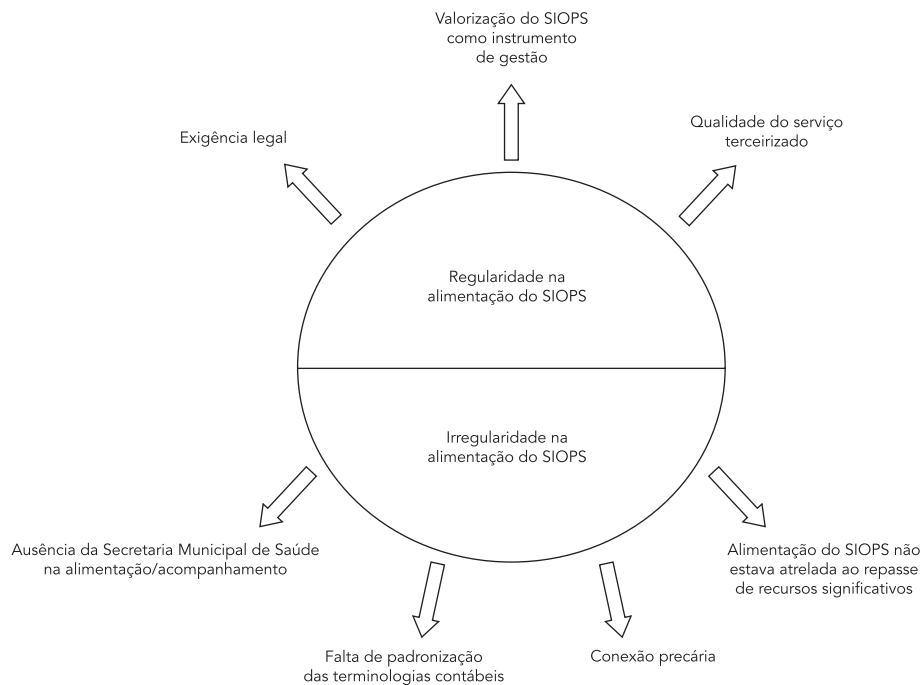 Valorização do SIOPS
como instrumento
de gestão
Exigência legal
Qualidade do serviço
terceirizado
Regularidade na
alimentação do SIOPS
Irregularidade na
alimentação do SIOPS
Ausência da Secretaria Municipal de Saúde
na alimentação/acompanhamento
Alimentação do SIOPS não
estava atrelada ao repasse
de recursos significativos
Falta de padronização
das terminologias contábeis
Conexão precária